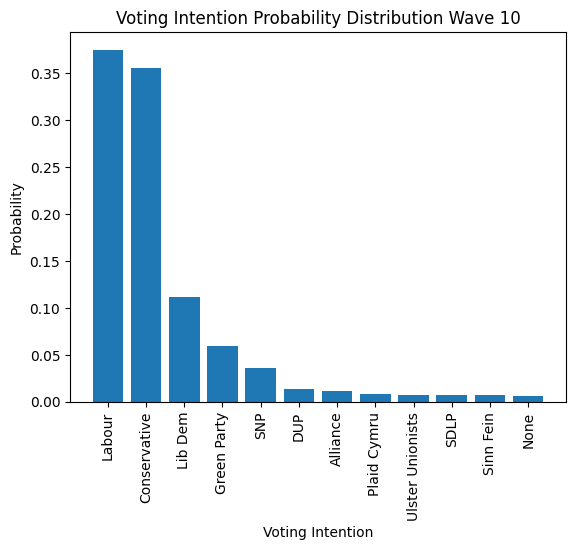 Voting Intention Probability Distribution Wave 10
Probability
0.35
0.30
0.25
0.20
0.15
0.10
0.05
0.00
Labour
Conservative
Lib Dem
Green Party
SNP
DUP
Alliance
Plaid Cymru
Ulster Unionists
SDLP
Sinn Fein
None
Voting Intention